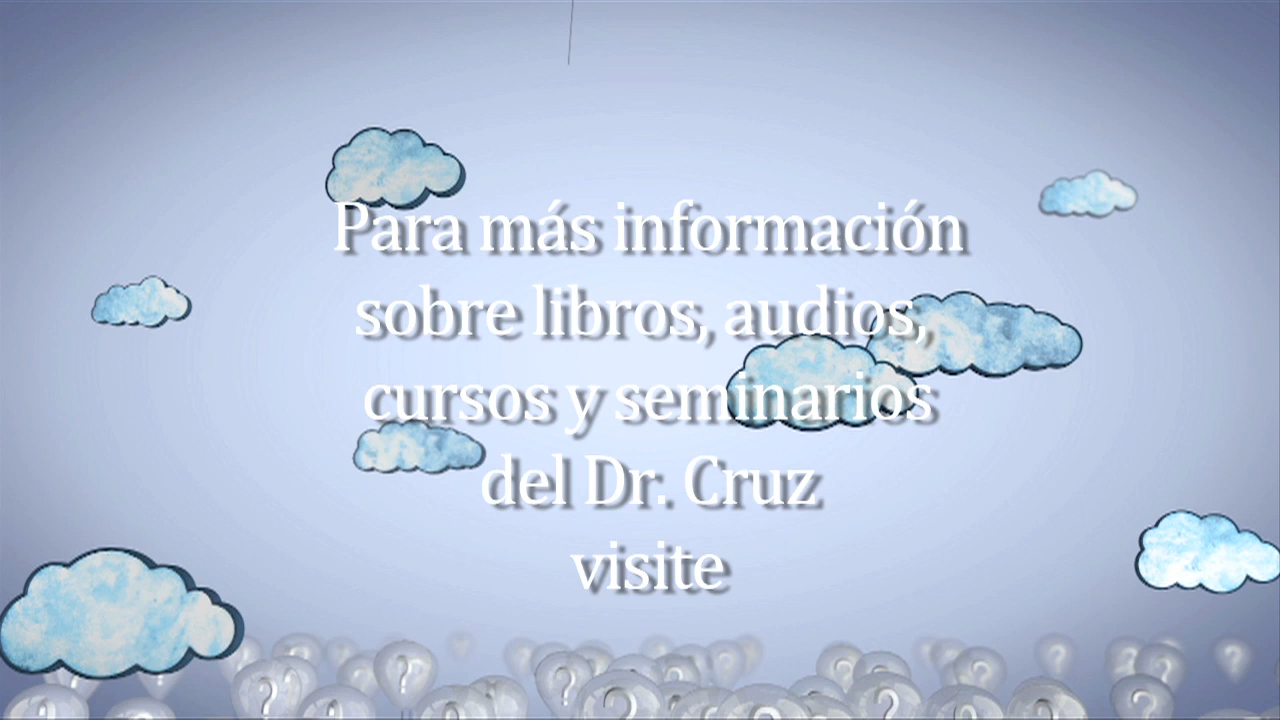 Para más información
sobre libros, audios,
cursos y seminarios
del Dr. Cruz
visite